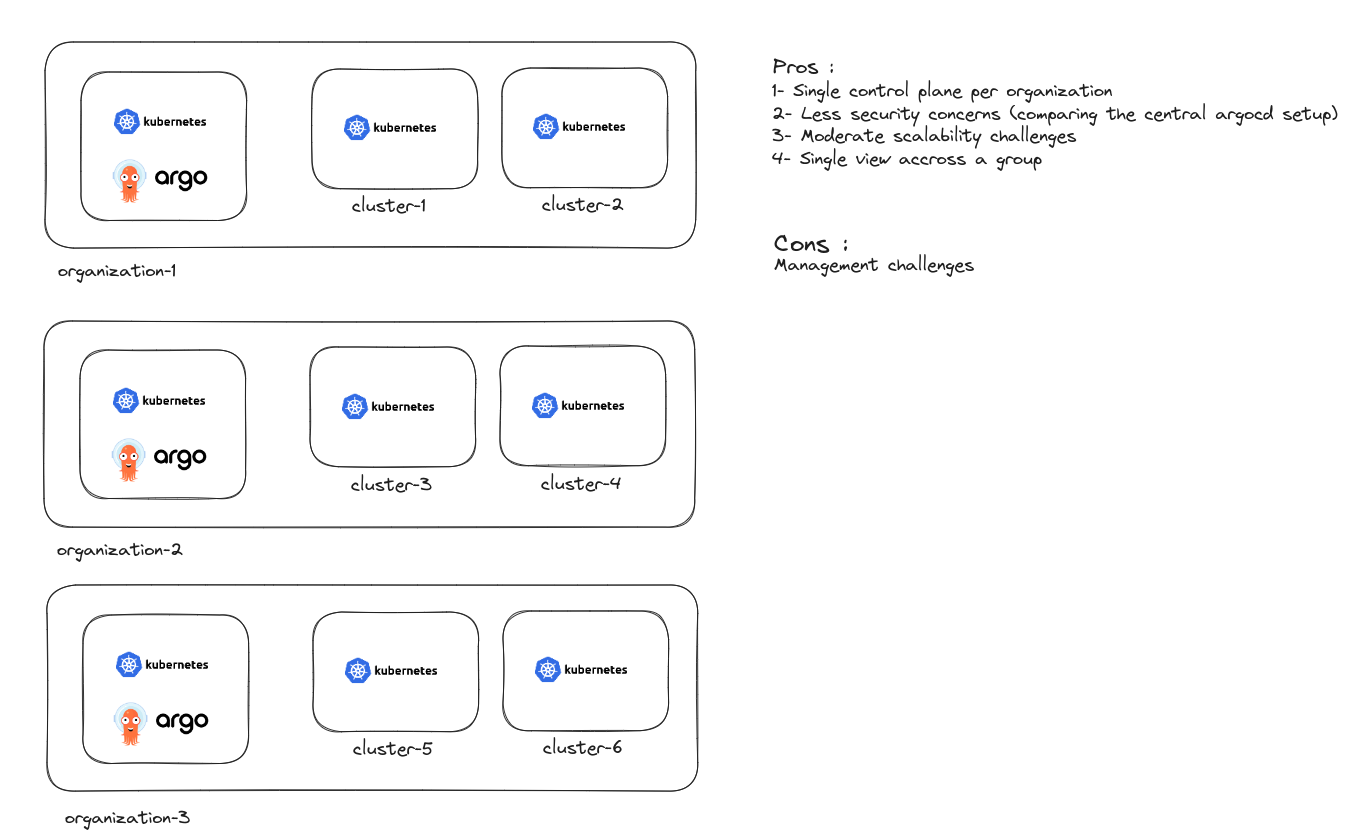 kubernetes
argo
kubernetes
kubernetes
cluster-1
cluster-2
organization-1
kubernetes
argo
kubernetes
kubernetes
cluster-3
cluster-4
organization-2
kubernetes
argo
kubernetes
kubernetes
cluster-5
cluster-6
organization-3
Pros :
1- Single control plane per organization
2- Less security concerns (comparing the central argocd setup)
3- Moderate scalability challenges
4- Single view accross a group
Cons :
Management challenges